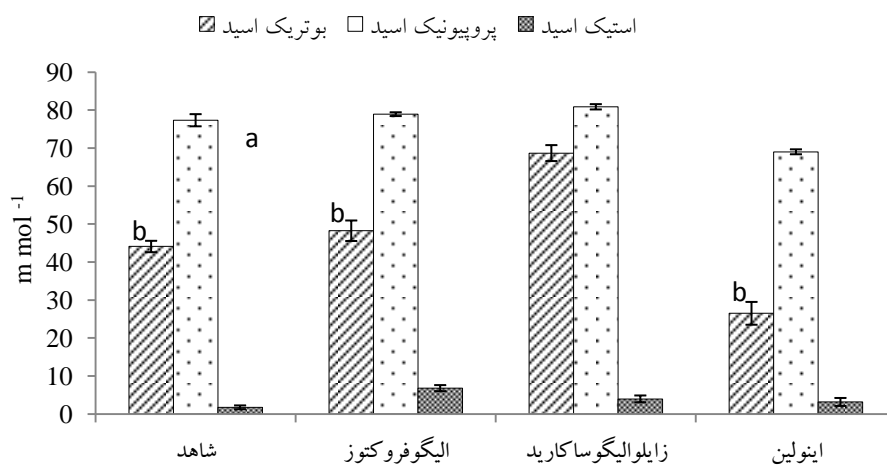 بوتریک اسید پروپیونیک اسید استیک اسید
90
80
70
60
50
40
30
20
10
0
m mol -1
b
a
b
b
شاهد
الیگوفروکتوز
زایلوالیگوساکارید
اینولین